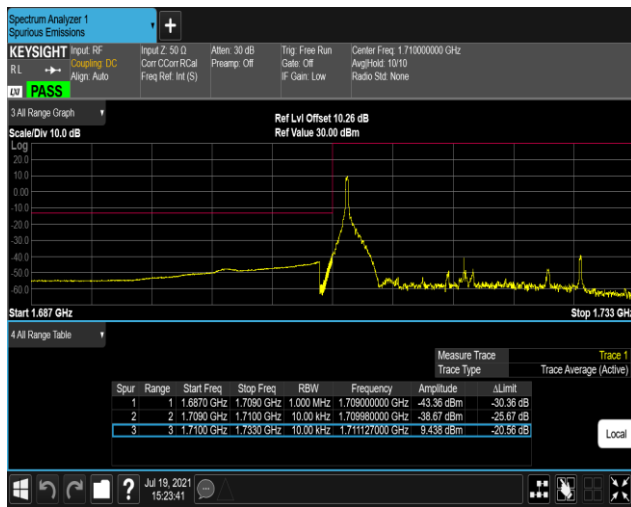 Spectrum Analyzer 1
Spurious Emissions
KEYSIGHT Input: RF Input Z: 50 Ω Atten: 30 dB Trig: Free Run Center Freq: 1.710000000 GHz
R L Coupling: DC Corr CCorr RCal Preamp: Off Gate: Off Avg|Hold: 10/10
Align: Auto Freq Ref: Int (S) IF Gain: Low Radio Std: None
LXI PASS
3 All Range Graph
Ref Lvl Offset 10.26 dB
Scale/Div 10.0 dB Ref Value 30.00 dBm
Log
20.0
10.0
0.00
-10.0
-20.0
-30.0
-40.0
-50.0
-60.0
Start 1.687 GHz Stop 1.733 GHz
4 All Range Table
Measure Trace Trace 1
Trace Type Trace Average (Active)
Spur Range Start Freq Stop Freq RBW Frequency Amplitude ΔLimit
1 1 1.6870 GHz 1.7090 GHz 1.000 MHz 1.709000000 GHz -43.36 dBm -30.36 dB
2 2 1.7090 GHz 1.7100 GHz 10.00 kHz 1.709980000 GHz -38.67 dBm -25.67 dB
3 3 1.7100 GHz 1.7330 GHz 10.00 kHz 1.711127000 GHz 9.438 dBm -20.56 dB
Local
Jul 19, 2021
15:23:41